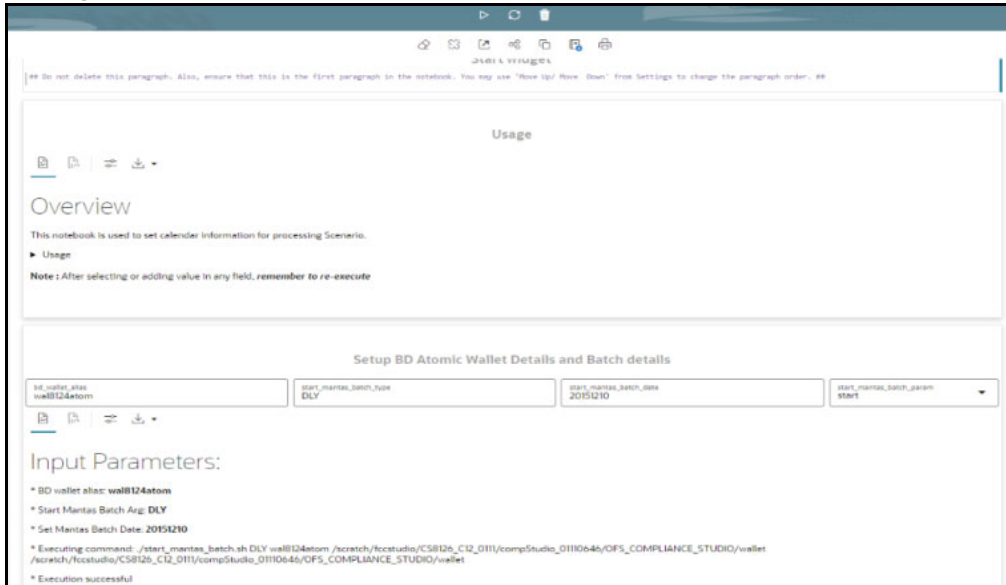 Start Widget
## Do not delete this paragraph. Also, ensure that this is the first paragraph in the notebook. You may use 'Move Up/ Move Down' from Settings to change the paragraph order. ##
Usage
Overview
This notebook is used to set calendar information for processing Scenario.
▶ Usage
Note : After selecting or adding value in any field, remember to re-execute
Setup BD Atomic Wallet Details and Batch details
bd_wallet_alias
wal8124atom
start_mantas_batch_type
DLY
start_mantas_batch_date
20151210
start_mantas_batch_param
start
Input Parameters:
* BD wallet alias: wal8124atom
* Start Mantas Batch Arg: DLY
* Set Mantas Batch Date: 20151210
* Executing command: ./start_mantas_batch.sh DLY wal8124atom /scratch/fccstudio/CS8126_C12_0111/compStudio_01110646/OFS_COMPLIANCE_STUDIO/wallet
/scratch/fccstudio/CS8126_C12_0111/compStudio_01110646/OFS_COMPLIANCE_STUDIO/wallet
* Execution successful